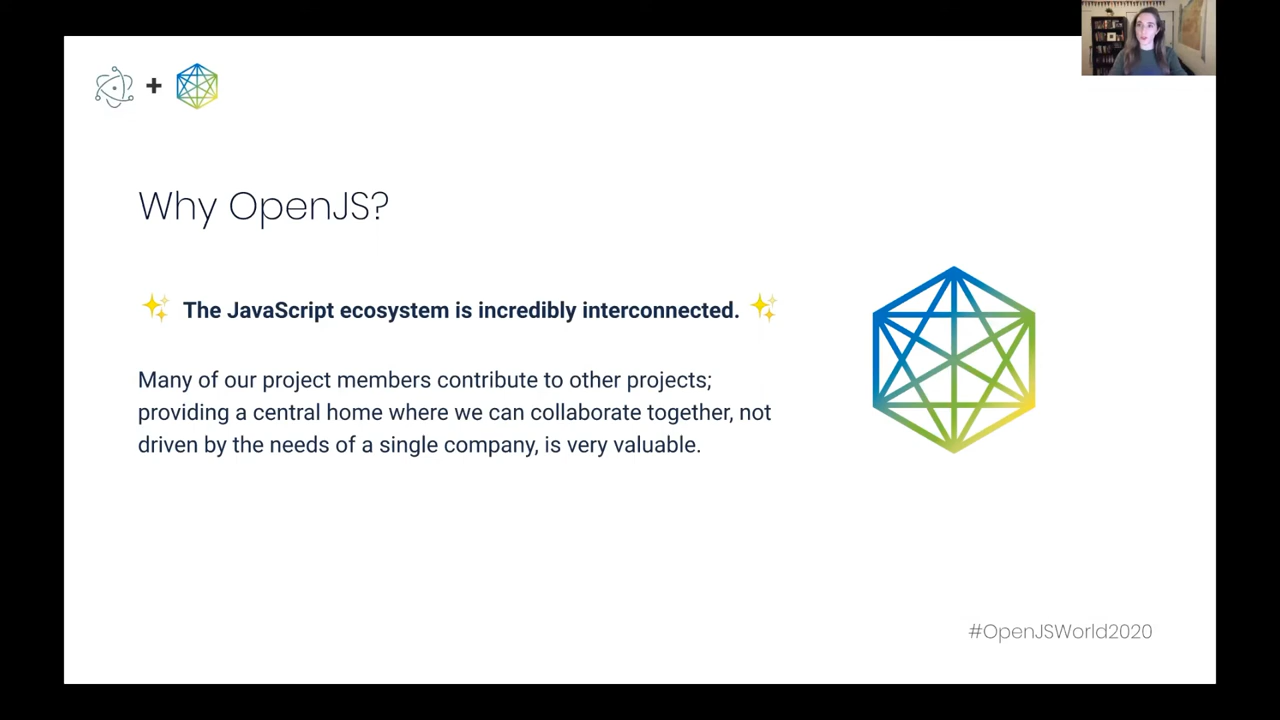 +
Why OpenJS?
✨ The JavaScript ecosystem is incredibly interconnected. ✨
Many of our project members contribute to other projects;
providing a central home where we can collaborate together, not
driven by the needs of a single company, is very valuable.
#OpenJSWorld2020